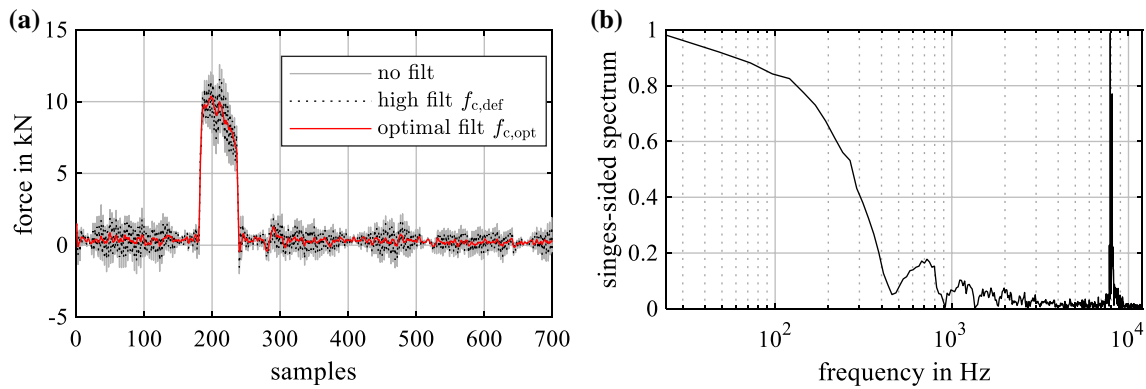 (a)
15
10
5
0
-5
force in kN
0 100 200 300 400 500 600 700
samples
no filt
high filt f_c,def
optimal filt f_c,opt
(b)
1
0.8
0.6
0.4
0.2
0
singes-sided spectrum
10^2 10^3 10^4
frequency in Hz